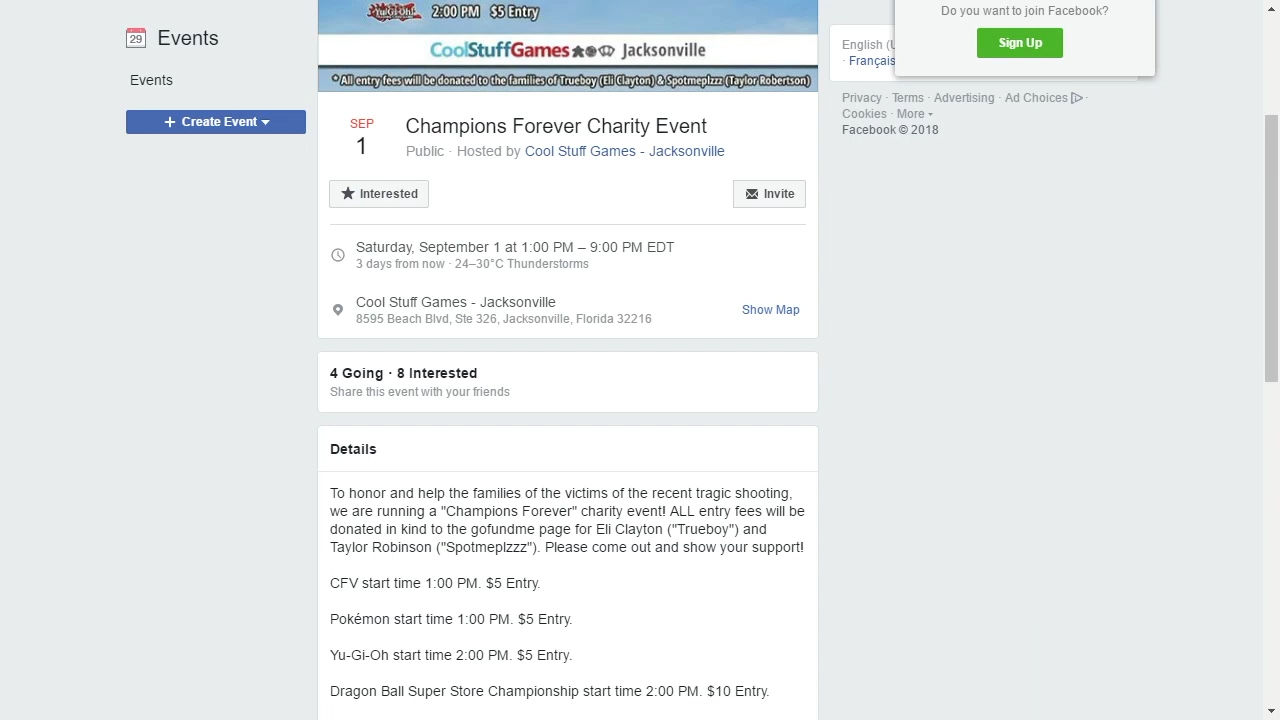 Yu-Gi-Oh! 2:00 PM $5 Entry
CoolStuffGames Jacksonville
*All entry fees will be donated to the families of Trueboy (Eli Clayton) & Spotmeplzzz (Taylor Robertson)
29 Events
Events
+ Create Event
SEP
1
Champions Forever Charity Event
Public · Hosted by Cool Stuff Games - Jacksonville
Interested
Invite
Saturday, September 1 at 1:00 PM – 9:00 PM EDT
3 days from now · 24–30°C Thunderstorms
Cool Stuff Games - Jacksonville
8595 Beach Blvd, Ste 326, Jacksonville, Florida 32216
Show Map
4 Going · 8 Interested
Share this event with your friends
Details
To honor and help the families of the victims of the recent tragic shooting,
we are running a "Champions Forever" charity event! ALL entry fees will be
donated in kind to the gofundme page for Eli Clayton ("Trueboy") and
Taylor Robinson ("Spotmeplzzz"). Please come out and show your support!
CFV start time 1:00 PM. $5 Entry.
Pokémon start time 1:00 PM. $5 Entry.
Yu-Gi-Oh start time 2:00 PM. $5 Entry.
Dragon Ball Super Store Championship start time 2:00 PM. $10 Entry.
Do you want to join Facebook?
Sign Up
English (U
· Français
Privacy · Terms · Advertising · Ad Choices ·
Cookies · More
Facebook © 2018